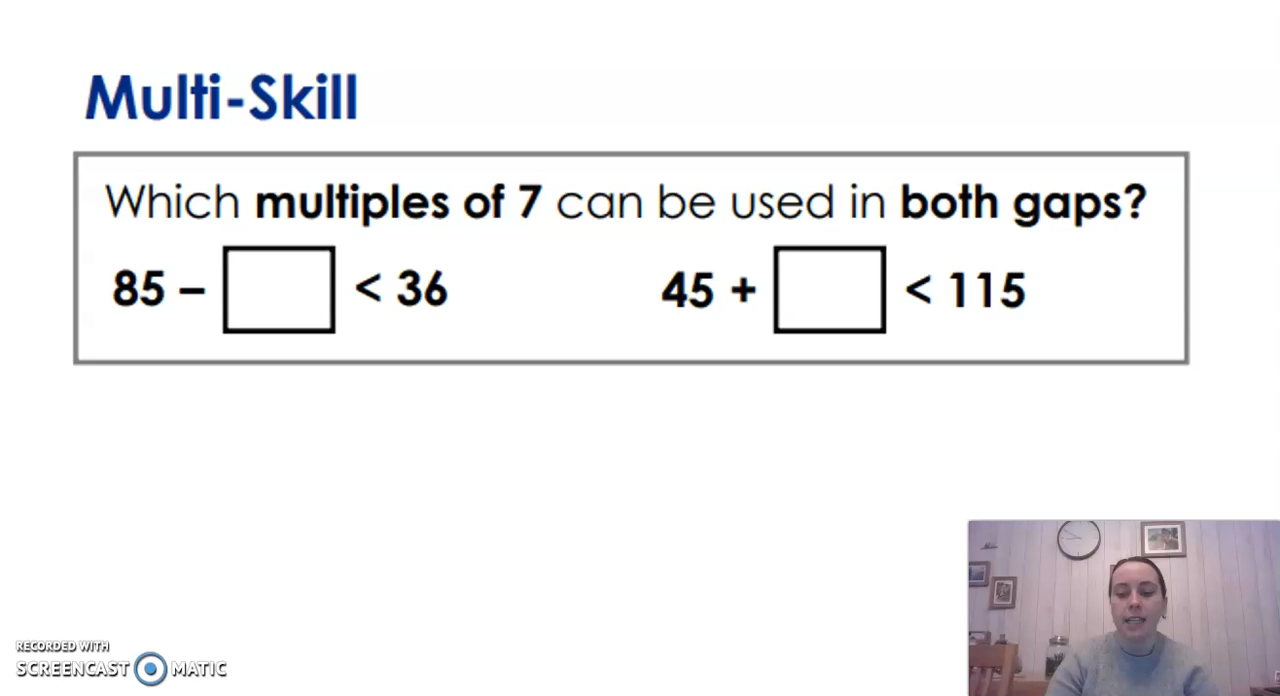 Multi-Skill
Which multiples of 7 can be used in both gaps?
85 – < 36 45 + < 115
RECORDED WITH
SCREENCAST MATIC